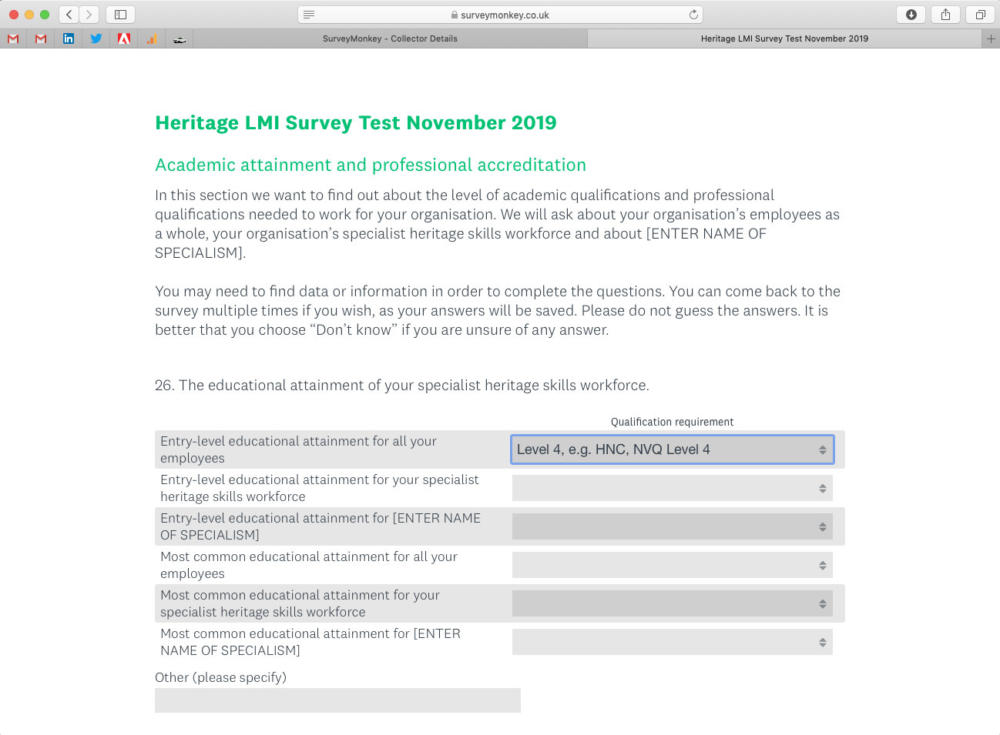 surveymonkey.co.uk
SurveyMonkey - Collector Details
Heritage LMI Survey Test November 2019
Heritage LMI Survey Test November 2019
Academic attainment and professional accreditation
In this section we want to find out about the level of academic qualifications and professional
qualifications needed to work for your organisation. We will ask about your organisation’s employees as
a whole, your organisation’s specialist heritage skills workforce and about [ENTER NAME OF
SPECIALISM].
You may need to find data or information in order to complete the questions. You can come back to the
survey multiple times if you wish, as your answers will be saved. Please do not guess the answers. It is
better that you choose “Don’t know” if you are unsure of any answer.
26. The educational attainment of your specialist heritage skills workforce.
Qualification requirement
Entry-level educational attainment for all your
employees
Level 4, e.g. HNC, NVQ Level 4
Entry-level educational attainment for your specialist
heritage skills workforce
Entry-level educational attainment for [ENTER NAME
OF SPECIALISM]
Most common educational attainment for all your
employees
Most common educational attainment for your
specialist heritage skills workforce
Most common educational attainment for [ENTER
NAME OF SPECIALISM]
Other (please specify)